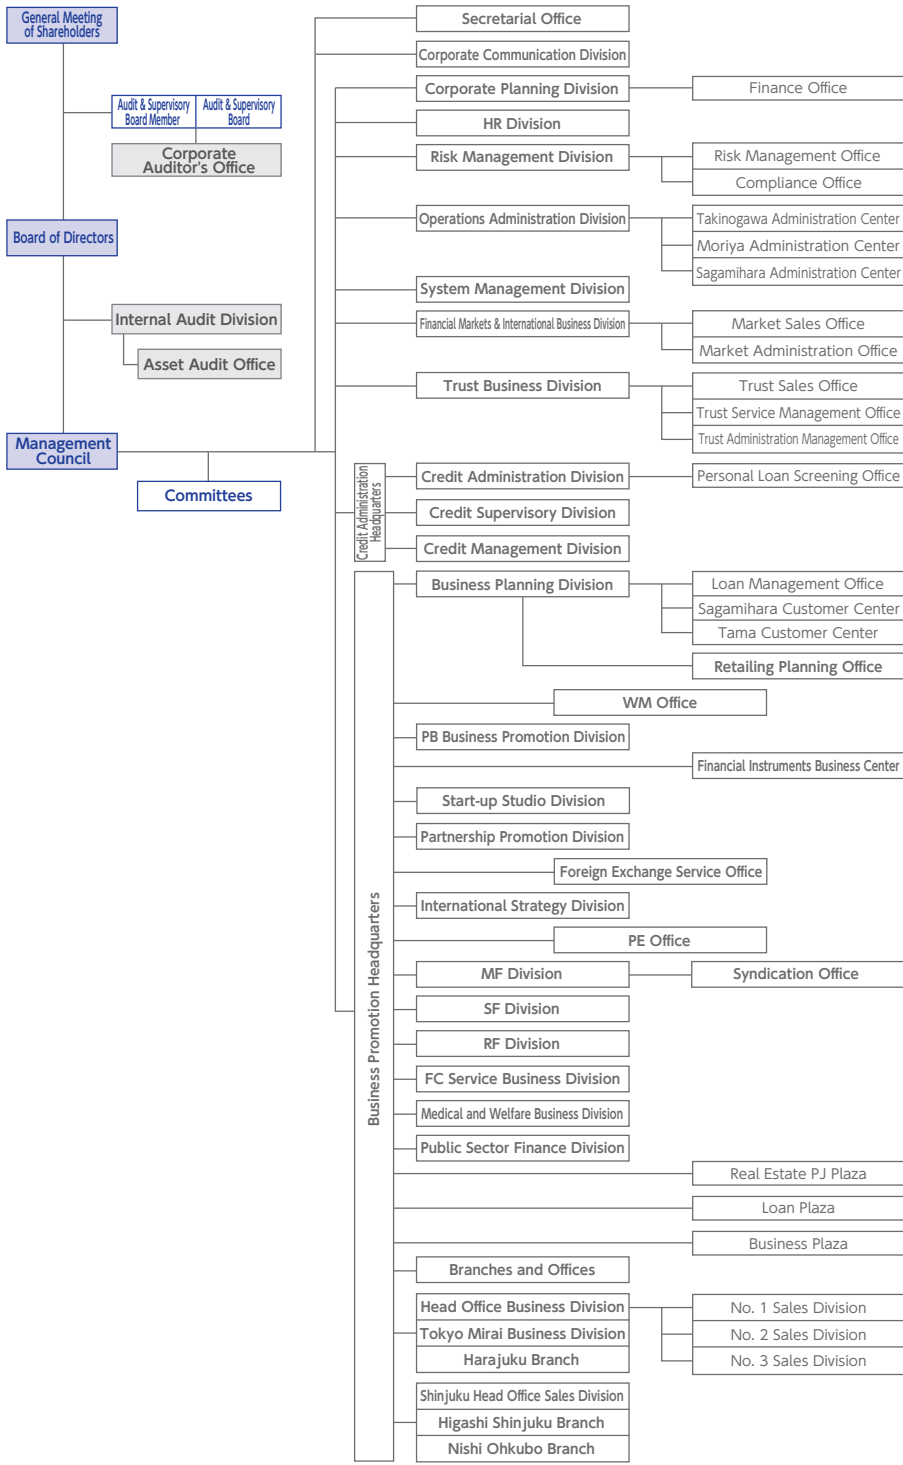 General Meeting
of Shareholders
Audit & Supervisory
Board Member
Audit & Supervisory
Board
Corporate
Auditor's Office
Board of Directors
Internal Audit Division
Asset Audit Office
Management
Council
Committees
Secretarial Office
Corporate Communication Division
Corporate Planning Division
Finance Office
HR Division
Risk Management Division
Risk Management Office
Compliance Office
Operations Administration Division
Takinogawa Administration Center
Moriya Administration Center
Sagamihara Administration Center
System Management Division
Financial Markets & International Business Division
Market Sales Office
Market Administration Office
Trust Business Division
Trust Sales Office
Trust Service Management Office
Trust Administration Management Office
Credit Administration
Headquarters
Credit Administration Division
Personal Loan Screening Office
Credit Supervisory Division
Credit Management Division
Business Promotion Headquarters
Business Planning Division
Loan Management Office
Sagamihara Customer Center
Tama Customer Center
Retailing Planning Office
WM Office
PB Business Promotion Division
Financial Instruments Business Center
Start-up Studio Division
Partnership Promotion Division
Foreign Exchange Service Office
International Strategy Division
PE Office
MF Division
Syndication Office
SF Division
RF Division
FC Service Business Division
Medical and Welfare Business Division
Public Sector Finance Division
Real Estate PJ Plaza
Loan Plaza
Business Plaza
Branches and Offices
Head Office Business Division
No. 1 Sales Division
Tokyo Mirai Business Division
No. 2 Sales Division
Harajuku Branch
No. 3 Sales Division
Shinjuku Head Office Sales Division
Higashi Shinjuku Branch
Nishi Ohkubo Branch